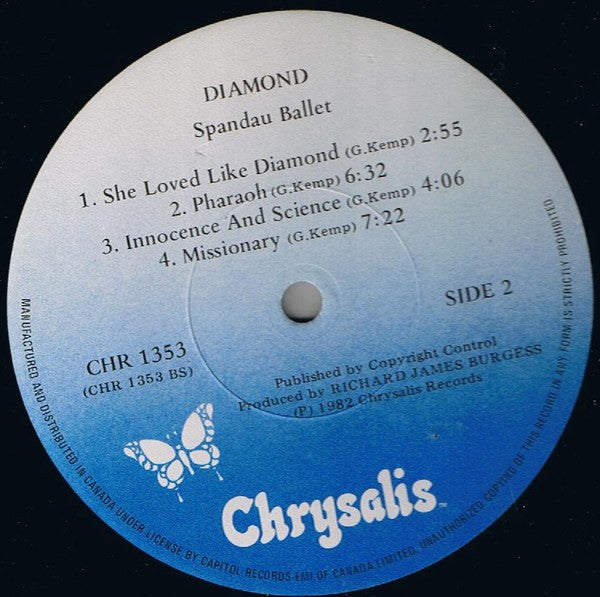 DIAMOND
Spandau Ballet
1. She Loved Like Diamond (G.Kemp) 2:55
2. Pharaoh (G.Kemp) 6:32
3. Innocence And Science (G.Kemp) 4:06
4. Missionary (G.Kemp) 7:22
SIDE 2
CHR 1353
(CHR 1353 BS)
Published by Copyright Control
Produced by RICHARD JAMES BURGESS
(P) 1982 Chrysalis Records
Chrysalis™
MANUFACTURED AND DISTRIBUTED IN CANADA UNDER LICENSE BY CAPITOL RECORDS-EMI OF CANADA LIMITED. UNAUTHORIZED COPYING OF THIS RECORD IN ANY FORM IS STRICTLY PROHIBITED